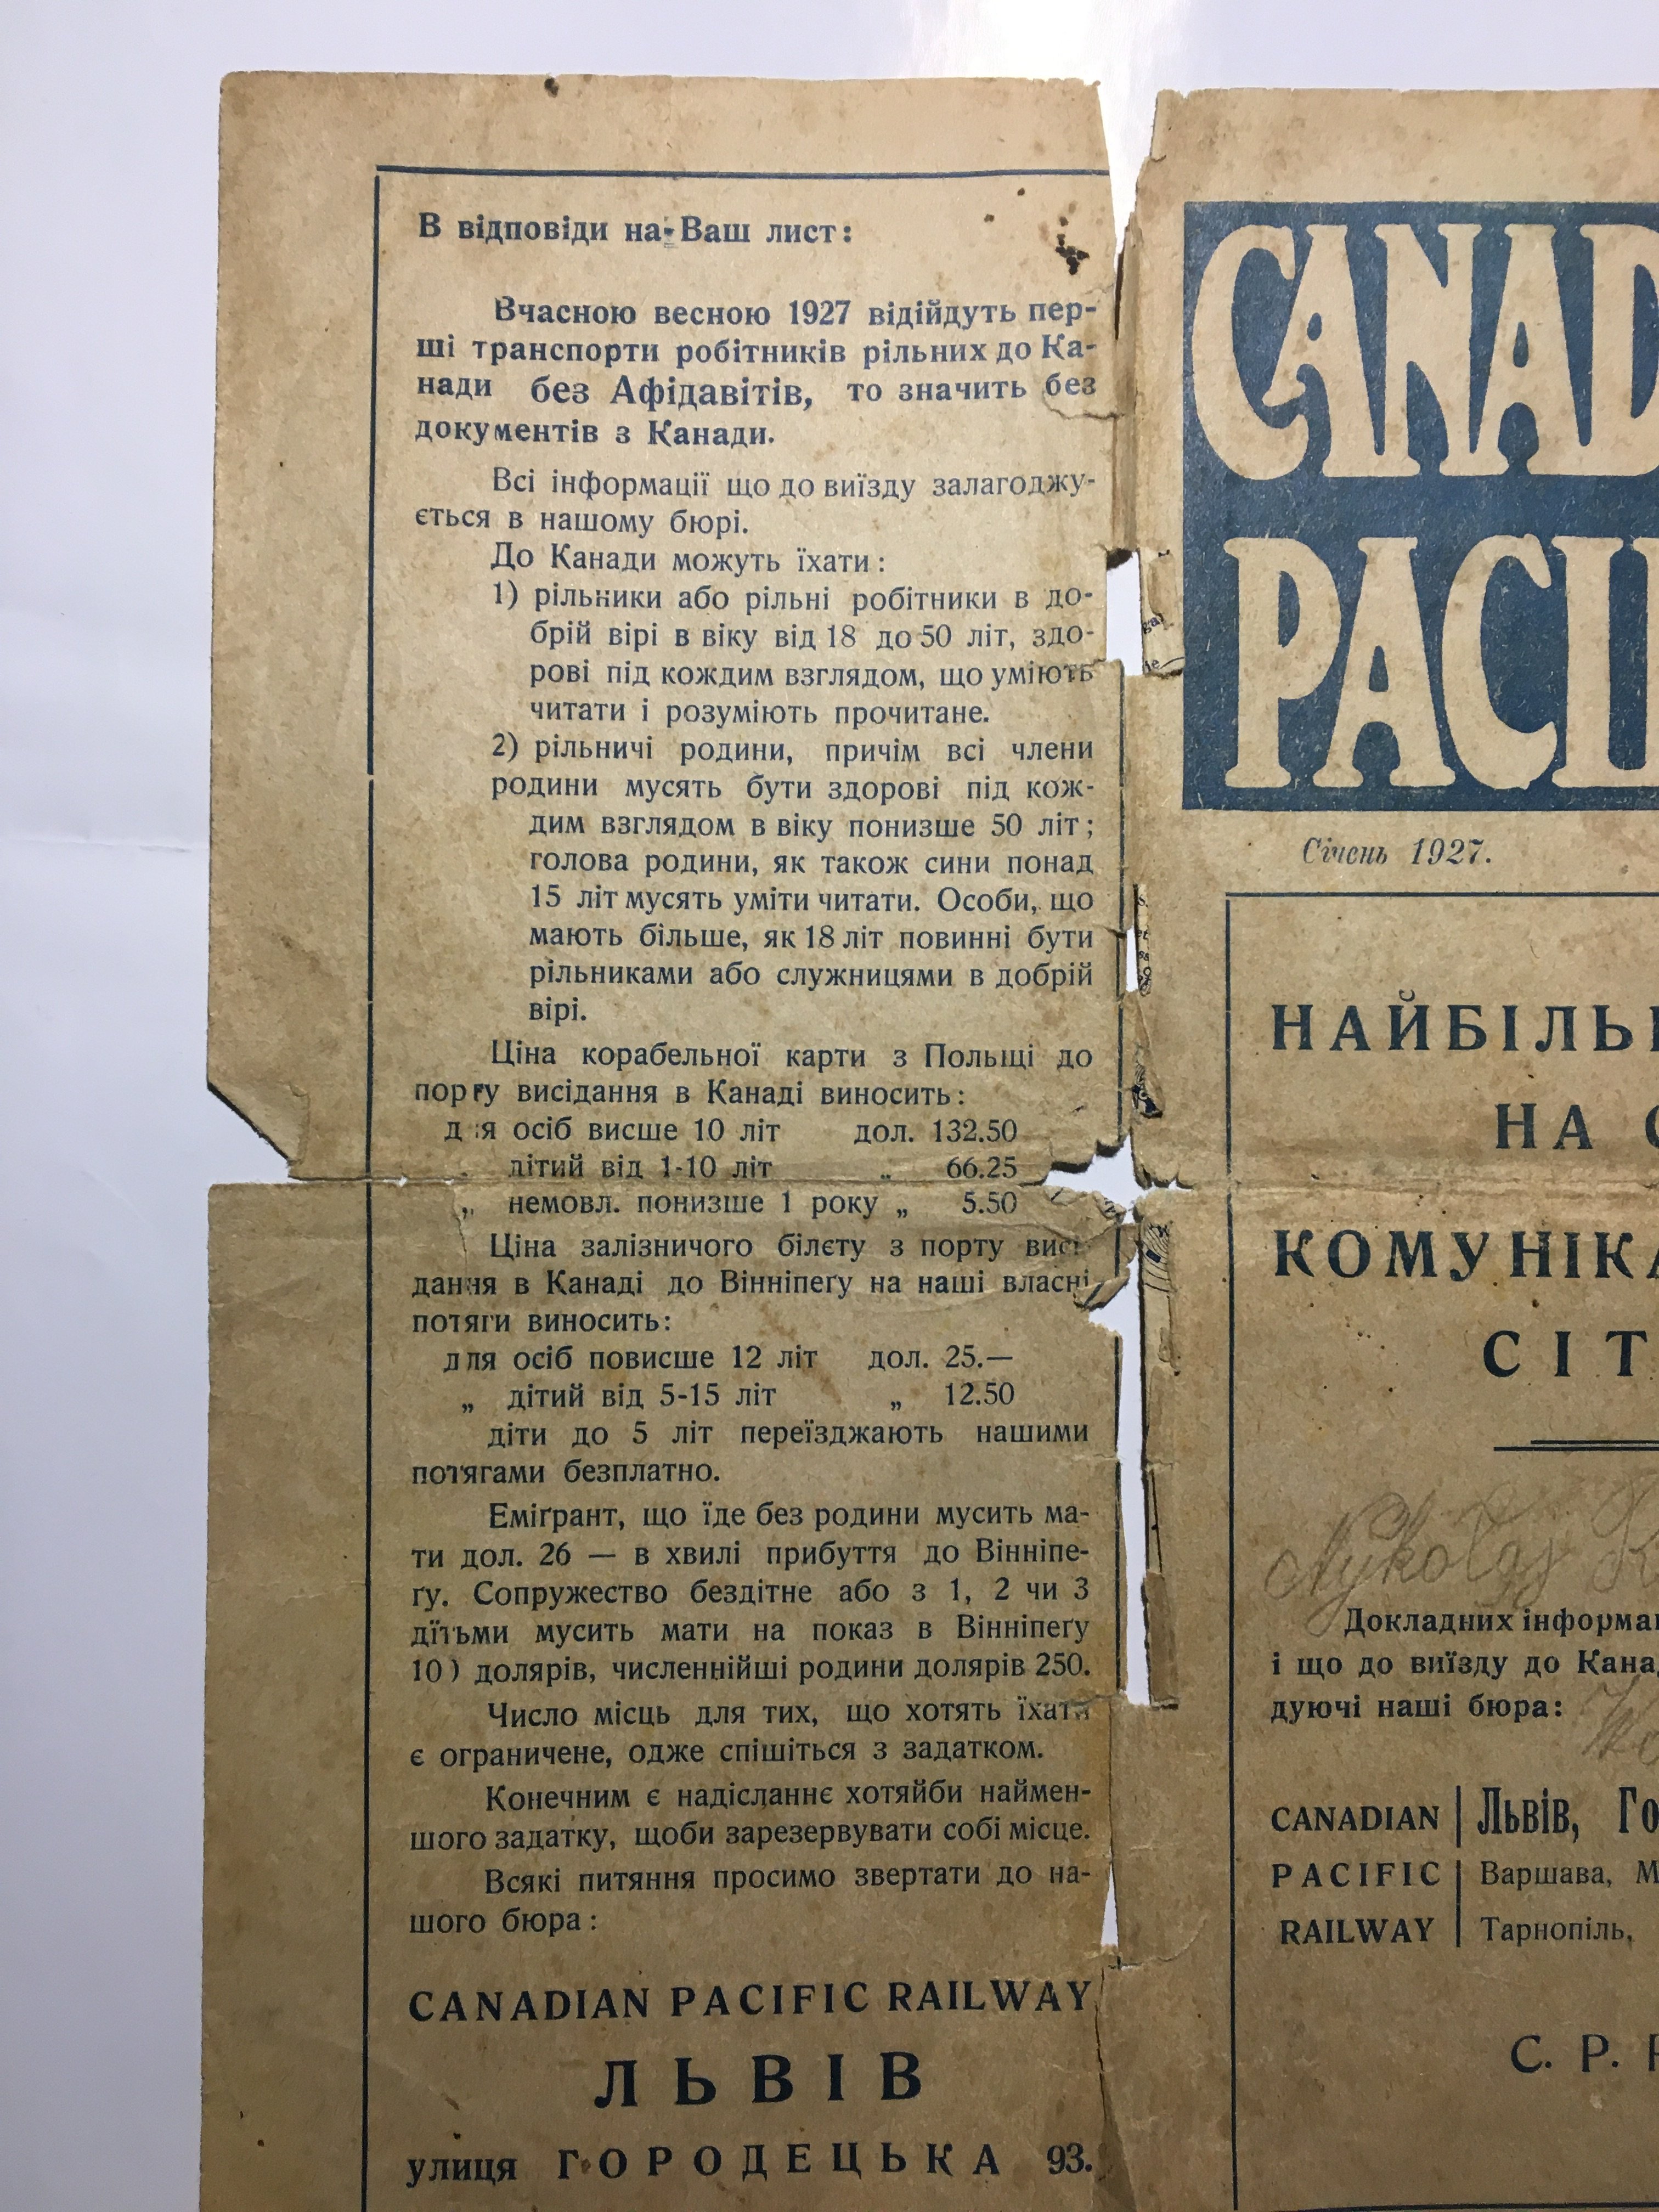 В відповіди на Ваш лист:
Вчасною весною 1927 відійдуть пер-
ші транспорти робітників рільних до Ка-
нади без Афідавітів, то значить без
документів з Канади.
Всі інформації що до виїзду залагоджу-
ється в нашому бюрі.
До Канади можуть їхати:
1) рільники або рільні робітники в до-
брій вірі в віку від 18 до 50 літ, здо-
рові під кождим взглядом, що уміють
читати і розуміють прочитане.
2) рільничі родини, причім всі члени
родини мусять бути здорові під кож-
дим взглядом в віку понизше 50 літ;
голова родини, як також сини понад
15 літ мусять уміти читати. Особи, що
мають більше, як 18 літ повинні бути
рільниками або служницями в добрій
вірі.
Ціна корабельної карти з Польщі до
порту висідання в Канаді виносить:
для осіб висше 10 літ дол. 132.50
„ дітий від 1-10 літ „ 66.25
„ немовл. понизше 1 року „ 5.50
Ціна залізничого білєту з порту висі-
дання в Канаді до Вінніпеґу на наші власні
потяги виносить:
для осіб повисше 12 літ дол. 25.—
„ дітий від 5-15 літ „ 12.50
діти до 5 літ переїзджають нашими
потягами безплатно.
Еміґрант, що їде без родини мусить ма-
ти дол. 26 — в хвилі прибуття до Вінніпе-
ґу. Сопружество бездітне або з 1, 2 чи 3
дітьми мусить мати на показ в Вінніпеґу
100 долярів, численнійші родини долярів 250.
Число місць для тих, що хотять їхати
є ограничене, одже спішіться з задатком.
Конечним є надісланнє хотяйби наймен-
шого задатку, щоби зарезервувати собі місце.
Всякі питяння просимо звертати до на-
шого бюра:
CANADIAN PACIFIC RAILWAY
ЛЬВІВ
улиця ГОРОДЕЦЬКА 93.
CANAD
PACI
Січень 1927.
НАЙБІЛЬ
НА
КОМУНІКА
СІТ
Докладних інформа
і що до виїзду до Кана
дуючі наші бюра:
CANADIAN Львів, Го
PACIFIC Варшава, М
RAILWAY Тарнопіль,
C. P.